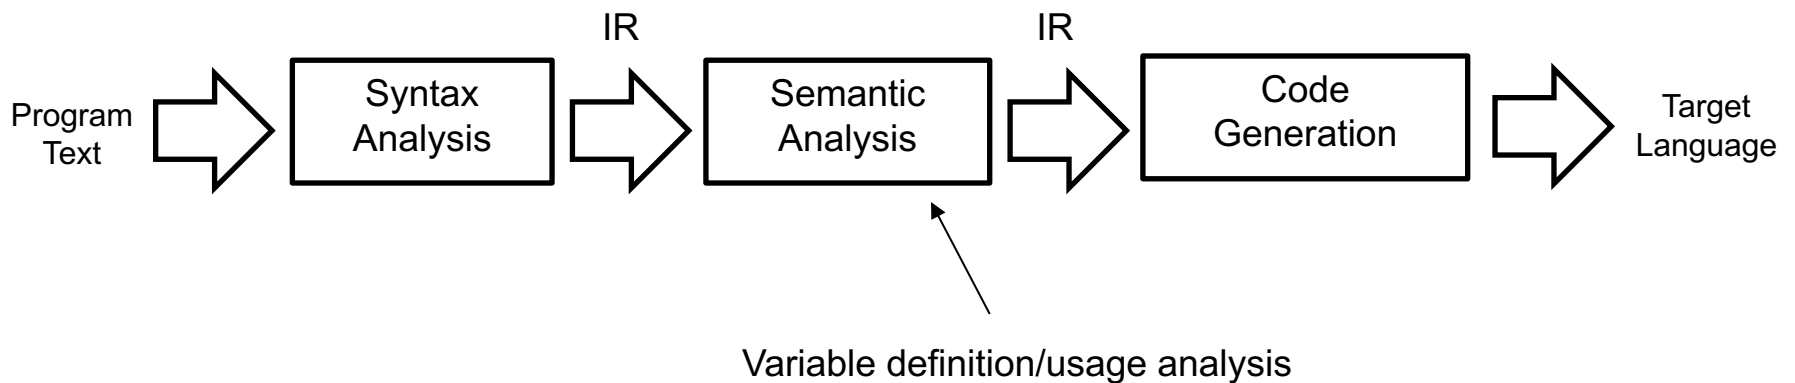 IR
IR
Program
Text
Syntax
Analysis
Semantic
Analysis
Code
Generation
Target
Language
Variable definition/usage analysis